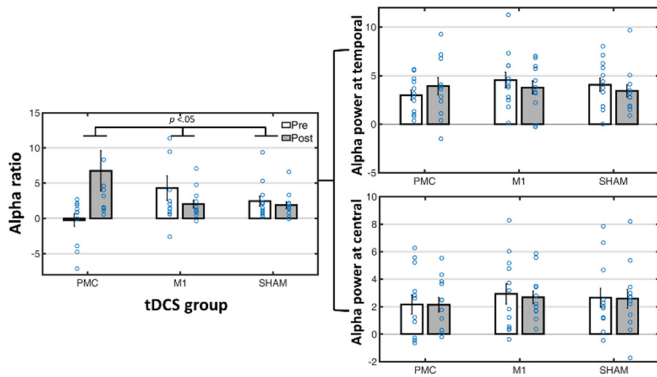 Alpha ratio
15
10
5
0
-5
p <.05
Pre
Post
PMC
M1
SHAM
tDCS group
Alpha power at temporal
10
5
0
-5
PMC
M1
SHAM
Alpha power at central
10
8
6
4
2
0
-2
PMC
M1
SHAM